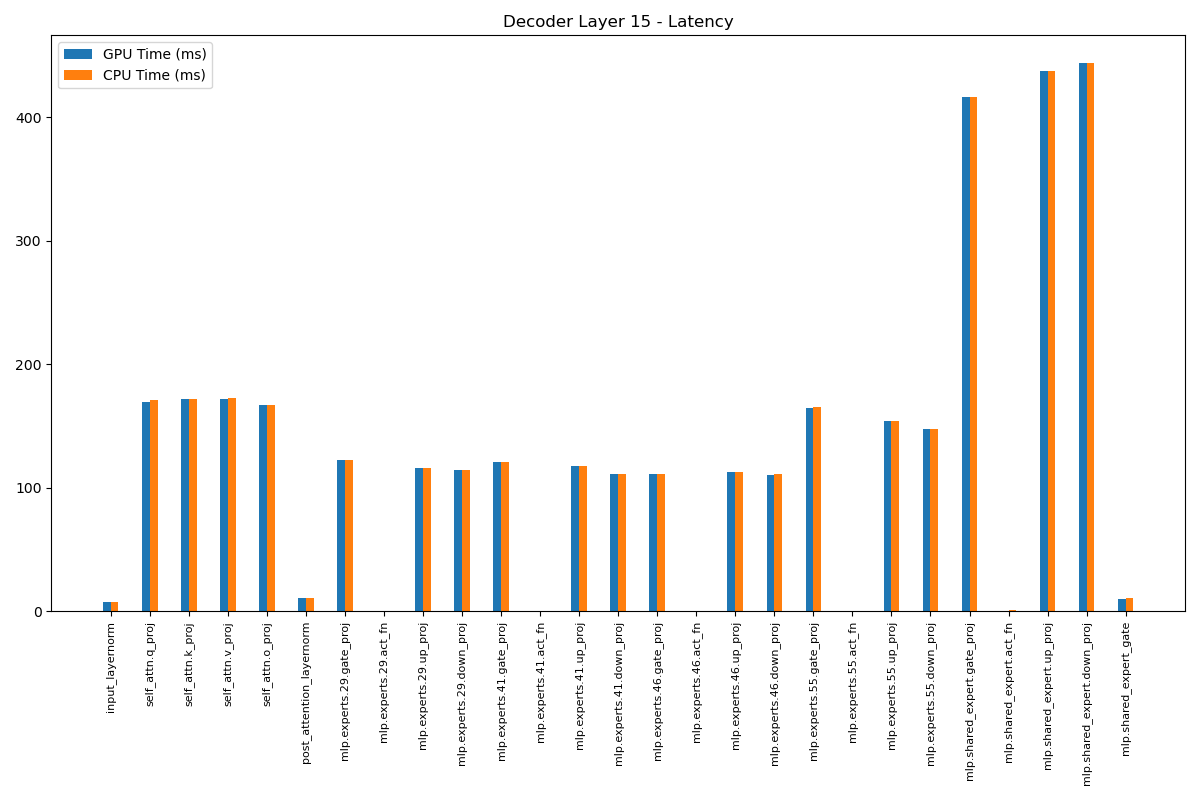 Decoder Layer 15 - Latency
GPU Time (ms)
CPU Time (ms)
400
300
200
100
0
input_layernorm
self_attn.q_proj
self_attn.k_proj
self_attn.v_proj
self_attn.o_proj
post_attention_layernorm
mlp.experts.29.gate_proj
mlp.experts.29.act_fn
mlp.experts.29.up_proj
mlp.experts.29.down_proj
mlp.experts.41.gate_proj
mlp.experts.41.act_fn
mlp.experts.41.up_proj
mlp.experts.41.down_proj
mlp.experts.46.gate_proj
mlp.experts.46.act_fn
mlp.experts.46.up_proj
mlp.experts.46.down_proj
mlp.experts.55.gate_proj
mlp.experts.55.act_fn
mlp.experts.55.up_proj
mlp.experts.55.down_proj
mlp.shared_expert.gate_proj
mlp.shared_expert.act_fn
mlp.shared_expert.up_proj
mlp.shared_expert.down_proj
mlp.shared_expert_gate